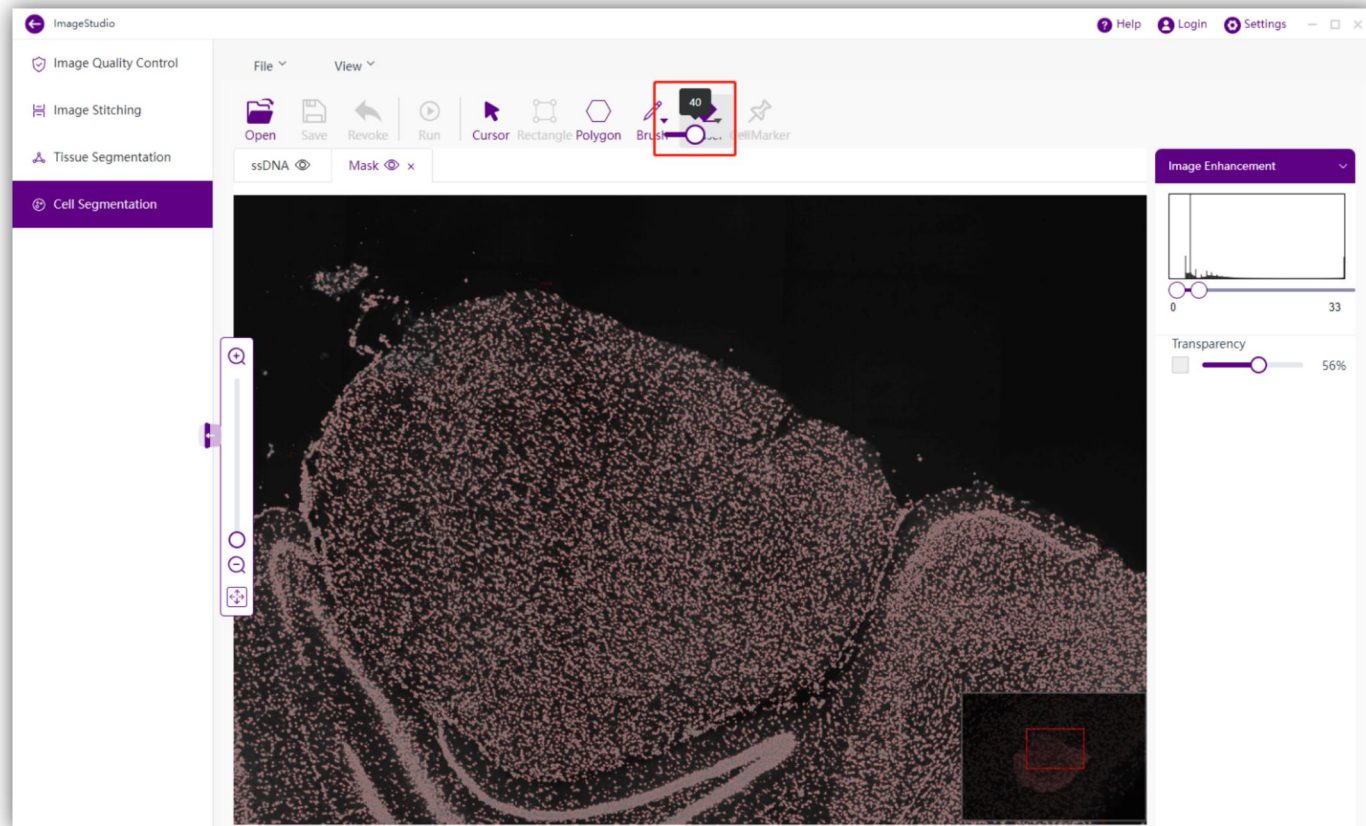 ImageStudio
Help Login Settings
Image Quality Control
Image Stitching
Tissue Segmentation
Cell Segmentation
File View
40
Open Save Revoke Run Cursor Rectangle Polygon Brush
ssDNA Mask
Image Enhancement
0 33
Transparency
56%